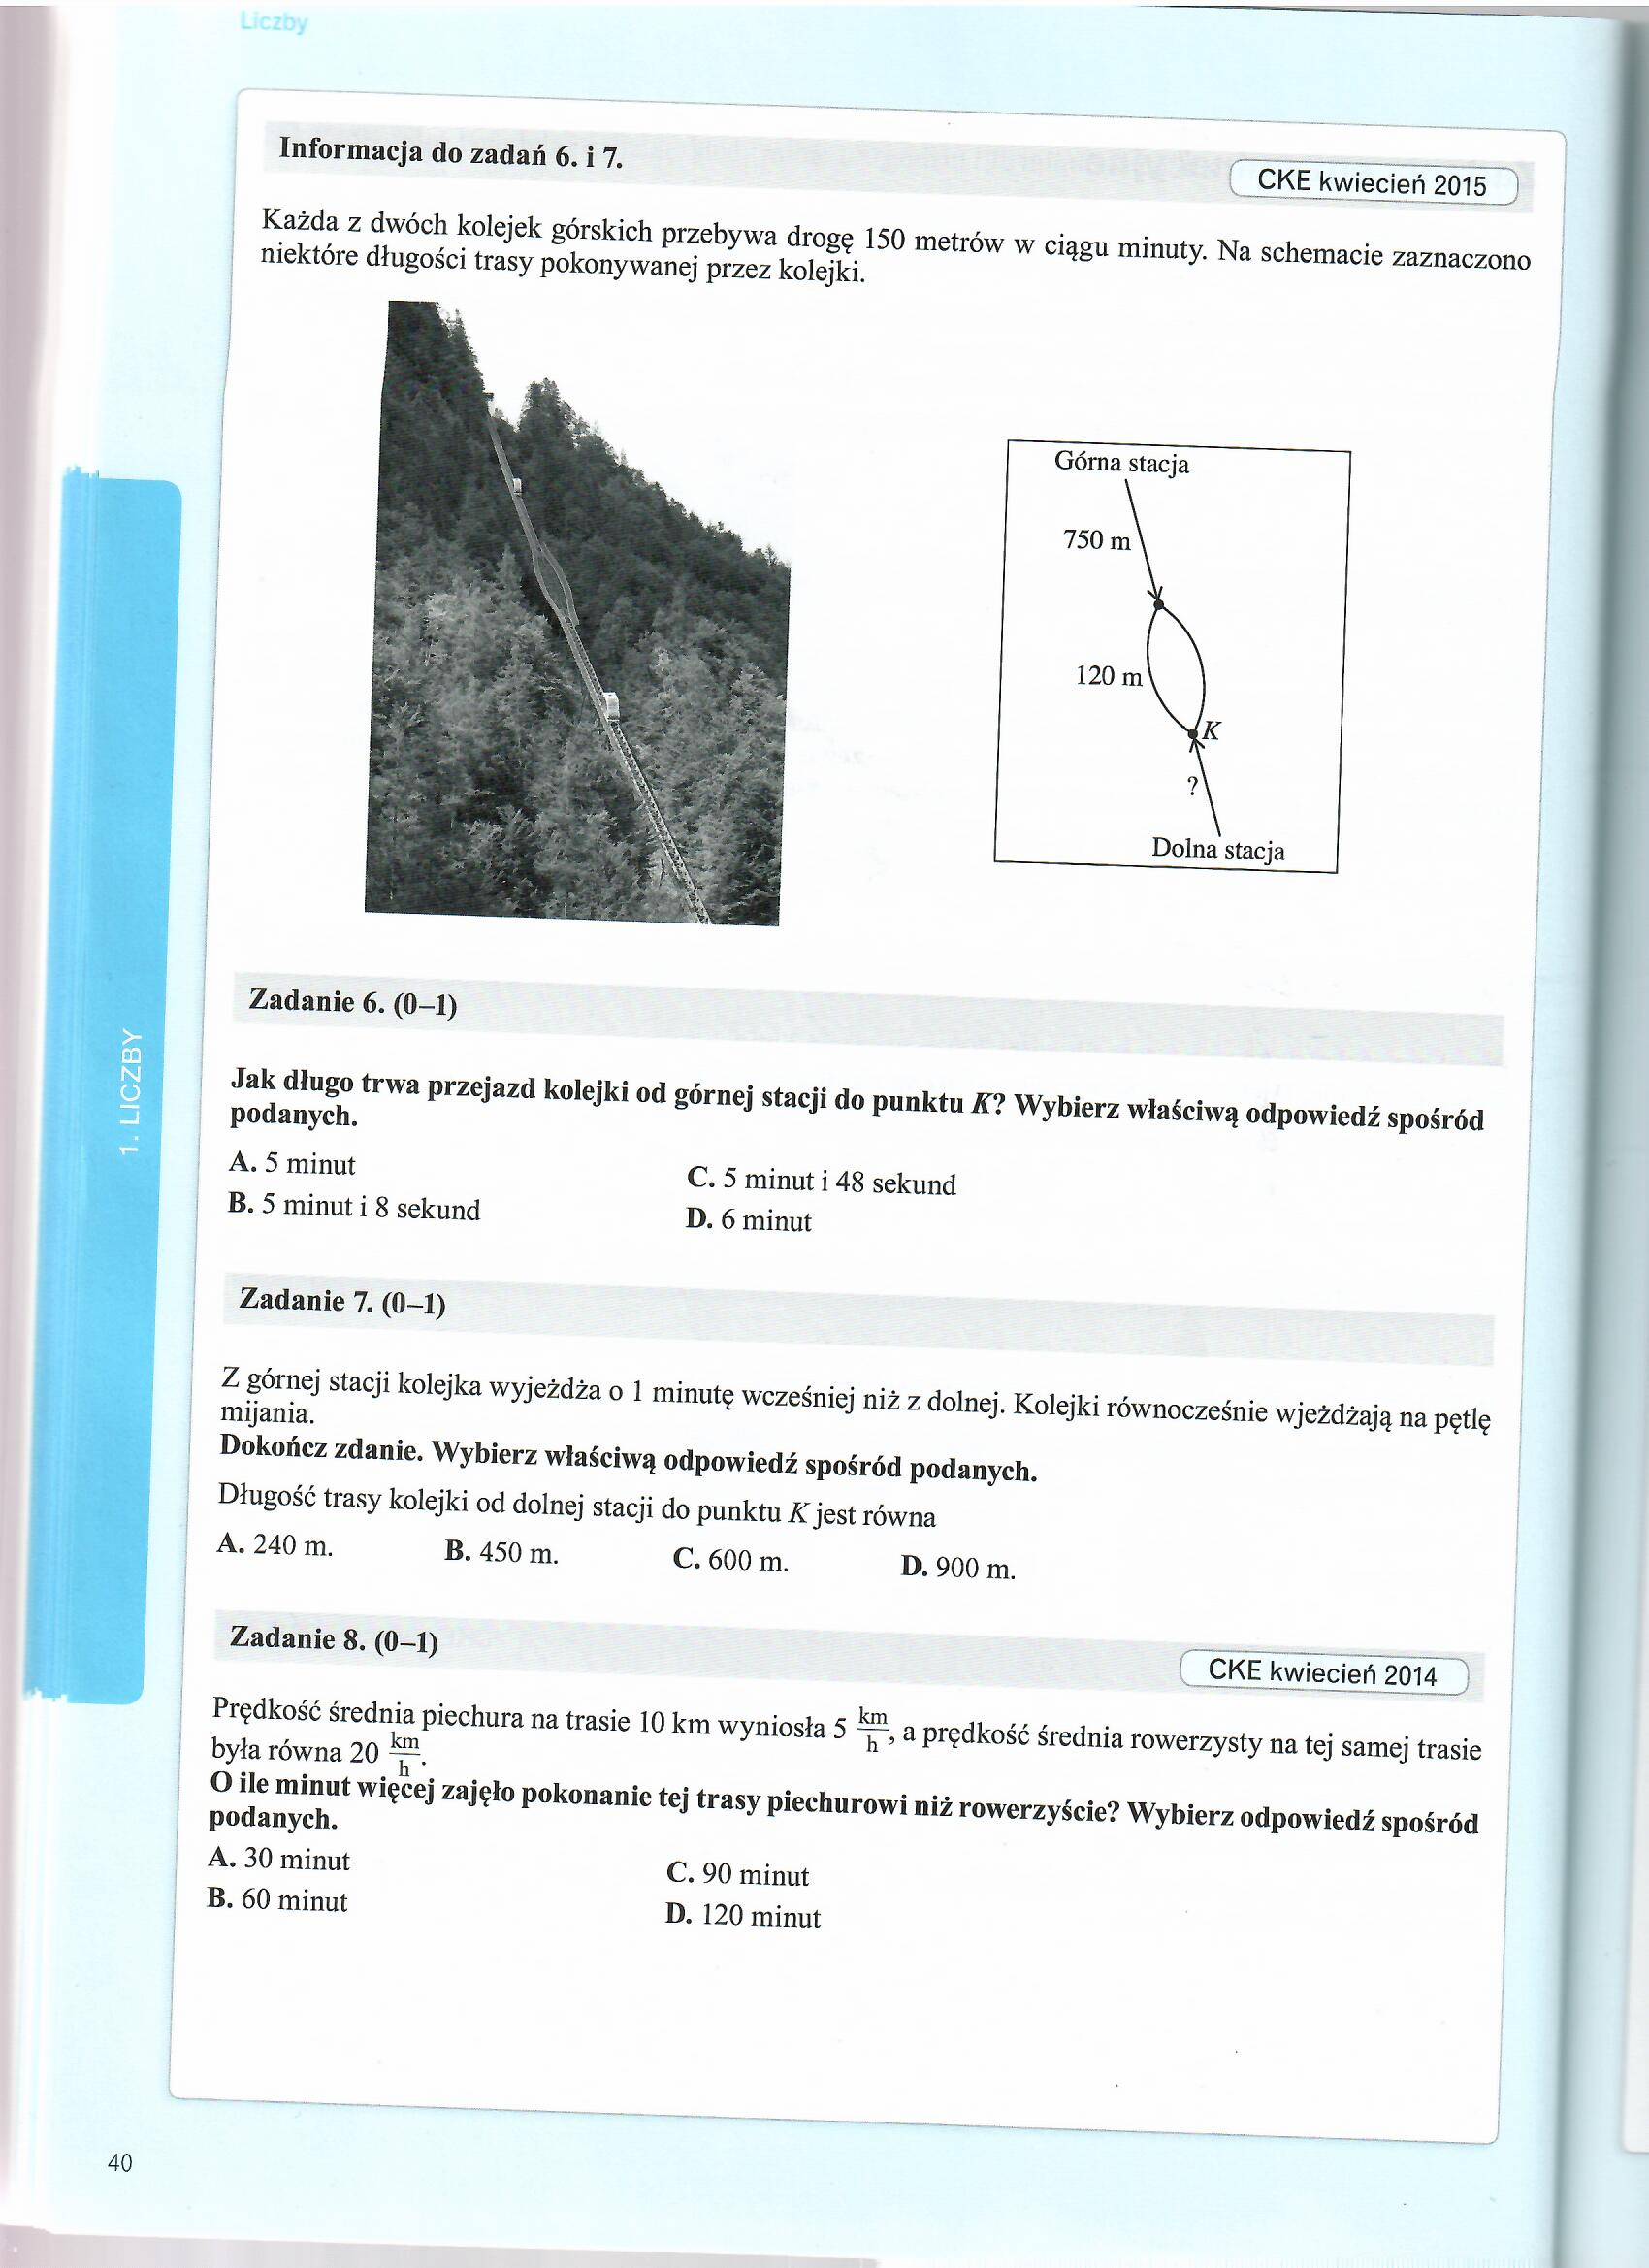 Liczby
Informacja do zadań 6. i 7.
CKE kwiecień 2015
Każda z dwóch kolejek górskich przebywa drogę 150 metrów w ciągu minuty. Na schemacie zaznaczono
niektóre długości trasy pokonywanej przez kolejki.
Górna stacja
750 m
120 m
K
?
Dolna stacja
Zadanie 6. (0–1)
Jak długo trwa przejazd kolejki od górnej stacji do punktu K? Wybierz właściwą odpowiedź spośród
podanych.
A. 5 minut
B. 5 minut i 8 sekund
C. 5 minut i 48 sekund
D. 6 minut
Zadanie 7. (0–1)
Z górnej stacji kolejka wyjeżdża o 1 minutę wcześniej niż z dolnej. Kolejki równocześnie wjeżdżają na pętlę
mijania.
Dokończ zdanie. Wybierz właściwą odpowiedź spośród podanych.
Długość trasy kolejki od dolnej stacji do punktu K jest równa
A. 240 m. B. 450 m. C. 600 m. D. 900 m.
Zadanie 8. (0–1)
CKE kwiecień 2014
Prędkość średnia piechura na trasie 10 km wyniosła 5 km/h, a prędkość średnia rowerzysty na tej samej trasie
była równa 20 km/h.
O ile minut więcej zajęło pokonanie tej trasy piechurowi niż rowerzyście? Wybierz odpowiedź spośród
podanych.
A. 30 minut
B. 60 minut
C. 90 minut
D. 120 minut
1. LICZBY
40